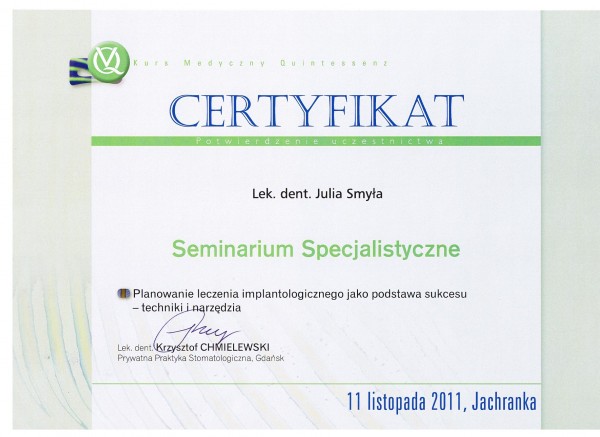 VQ
Kurs Medyczny Quintessenz
CERTYFIKAT
Potwierdzenie uczestnictwa
Lek. dent. Julia Smyła
Seminarium Specjalistyczne
Planowanie leczenia implantologicznego jako podstawa sukcesu
– techniki i narzędzia
Lek. dent. Krzysztof CHMIELEWSKI
Prywatna Praktyka Stomatologiczna, Gdańsk
11 listopada 2011, Jachranka